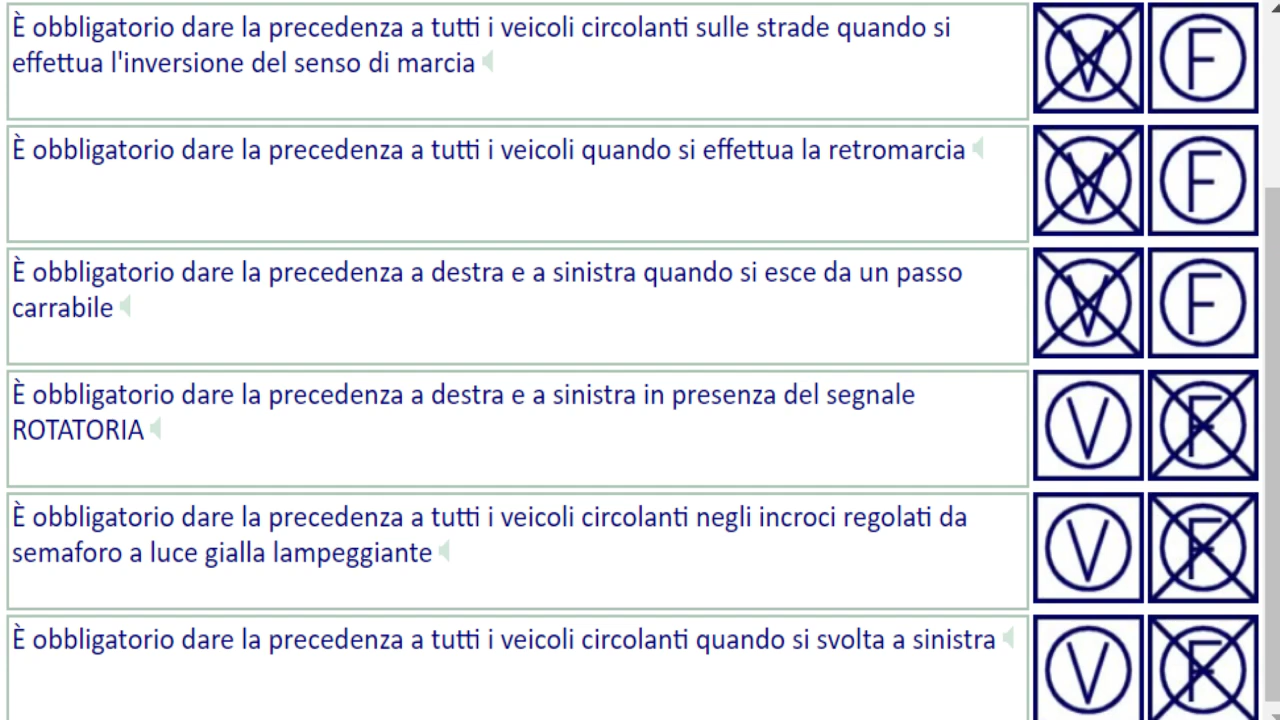 È obbligatorio dare la precedenza a tutti i veicoli circolanti sulle strade quando si
effettua l'inversione del senso di marcia
V F
È obbligatorio dare la precedenza a tutti i veicoli quando si effettua la retromarcia
V F
È obbligatorio dare la precedenza a destra e a sinistra quando si esce da un passo
carrabile
V F
È obbligatorio dare la precedenza a destra e a sinistra in presenza del segnale
ROTATORIA
V F
È obbligatorio dare la precedenza a tutti i veicoli circolanti negli incroci regolati da
semaforo a luce gialla lampeggiante
V F
È obbligatorio dare la precedenza a tutti i veicoli circolanti quando si svolta a sinistra
V F